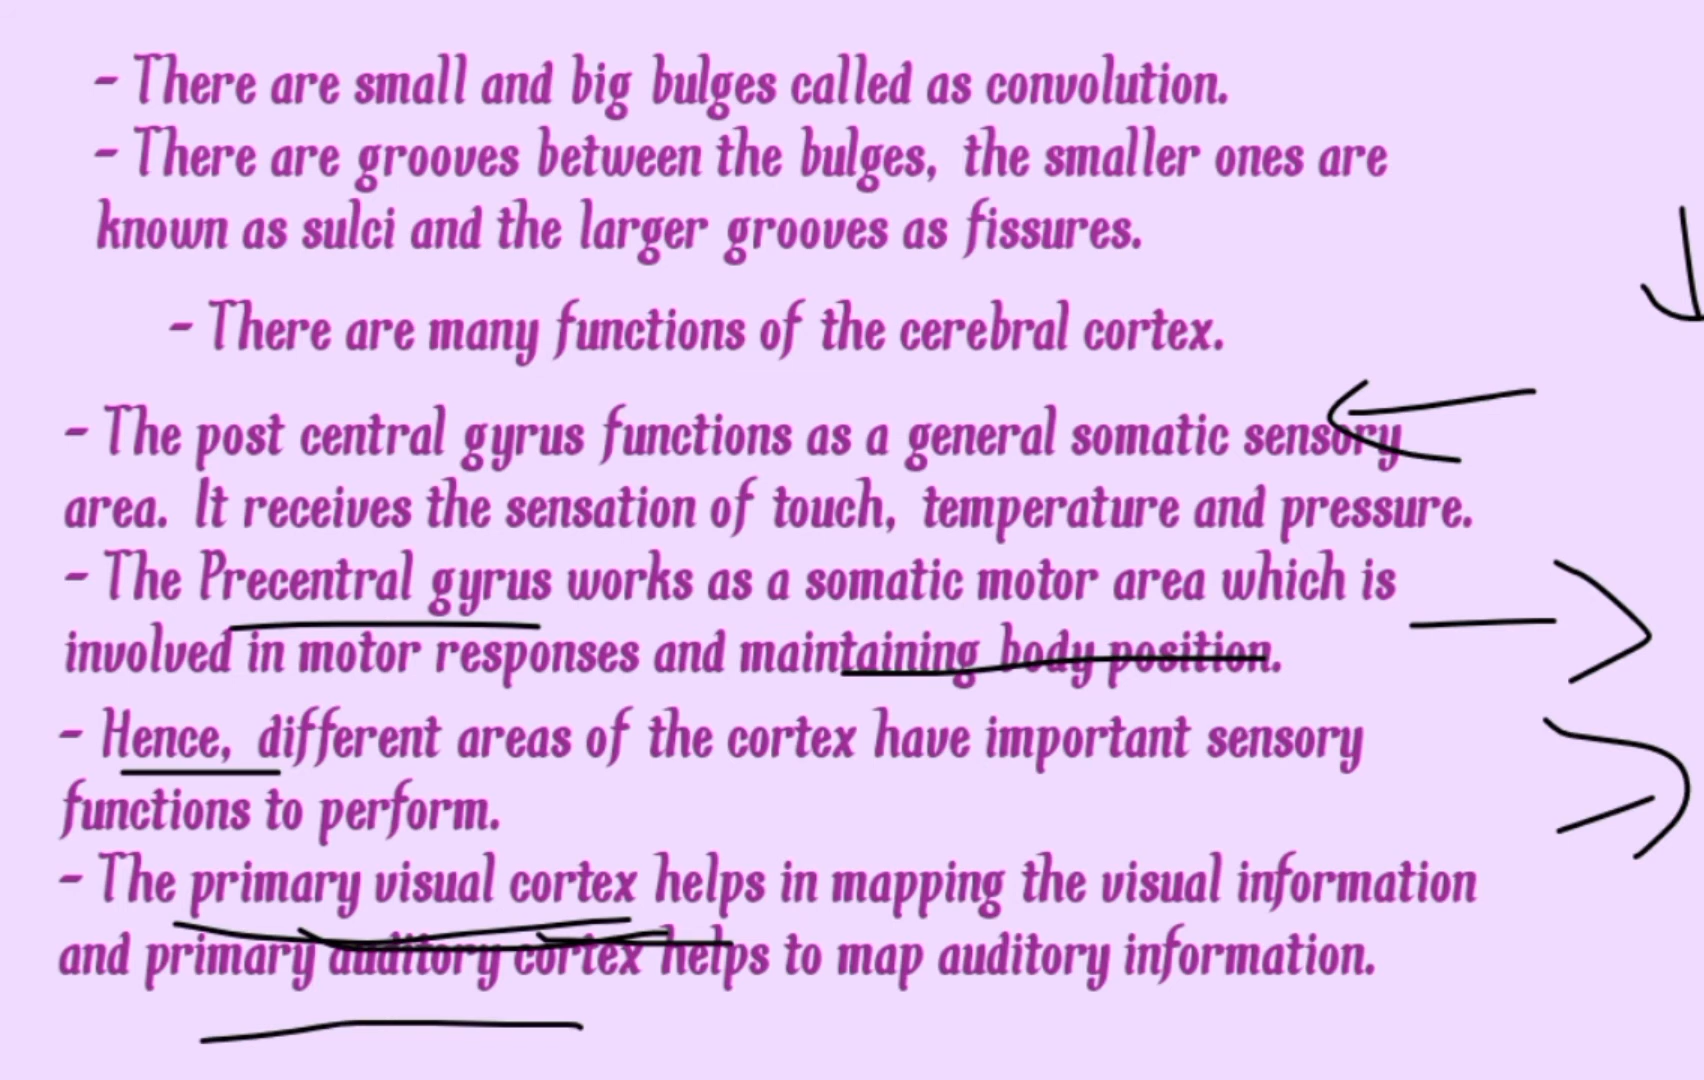 - There are small and big bulges called as convolution.
- There are grooves between the bulges, the smaller ones are
known as sulci and the larger grooves as fissures.
- There are many functions of the cerebral cortex.
- The post central gyrus functions as a general somatic sensory
area. It receives the sensation of touch, temperature and pressure.
- The Precentral gyrus works as a somatic motor area which is
involved in motor responses and maintaining body position.
- Hence, different areas of the cortex have important sensory
functions to perform.
- The primary visual cortex helps in mapping the visual information
and primary auditory cortex helps to map auditory information.